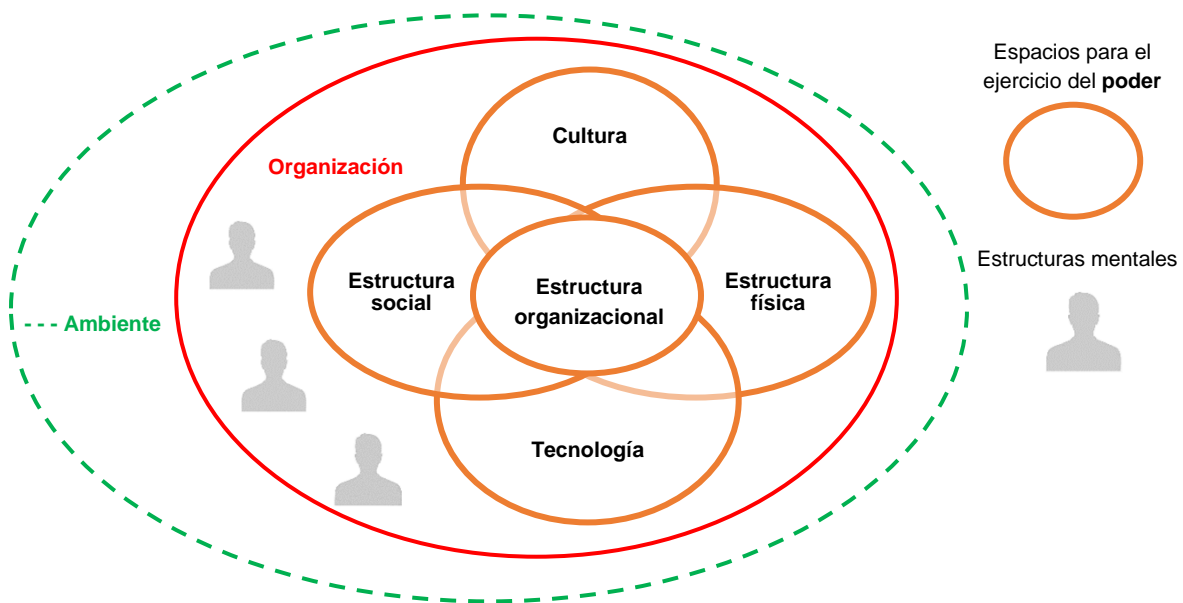 Espacios para el
ejercicio del poder
Cultura
Organización
Estructura
social
Estructura
organizacional
Estructura
física
Estructuras mentales
--- Ambiente
Tecnología